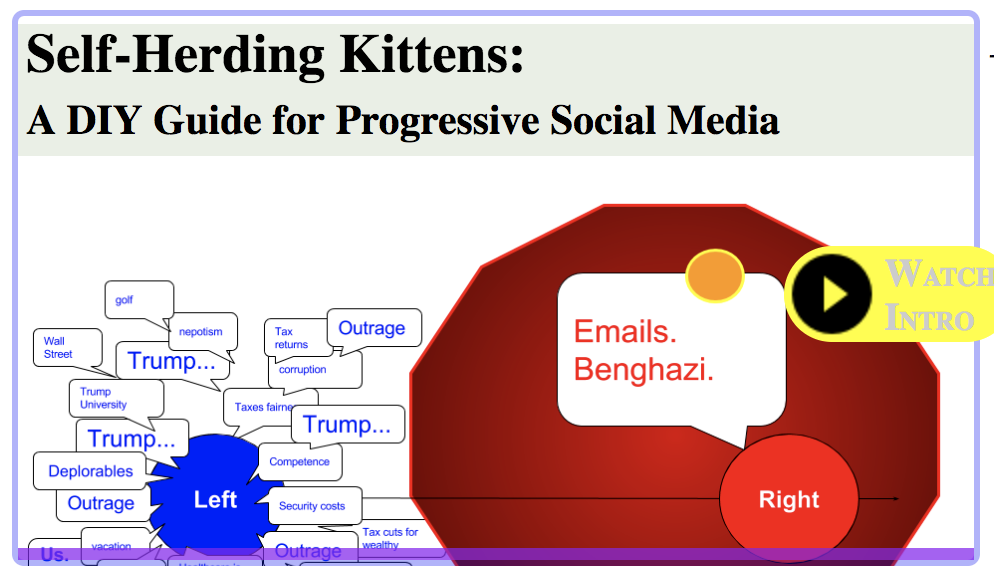 Self-Herding Kittens:
A DIY Guide for Progressive Social Media
WATCH
INTRO
golf
nepotism
Wall
Street
Trump...
Tax
returns
Outrage
corruption
Trump
University
Taxes fairne
Trump...
Trump...
Deplorables
Competence
Outrage
Left
Security costs
vacation
Us.
Outrage
Tax cuts for
wealthy
Healthcare is
Emails.
Benghazi.
Right